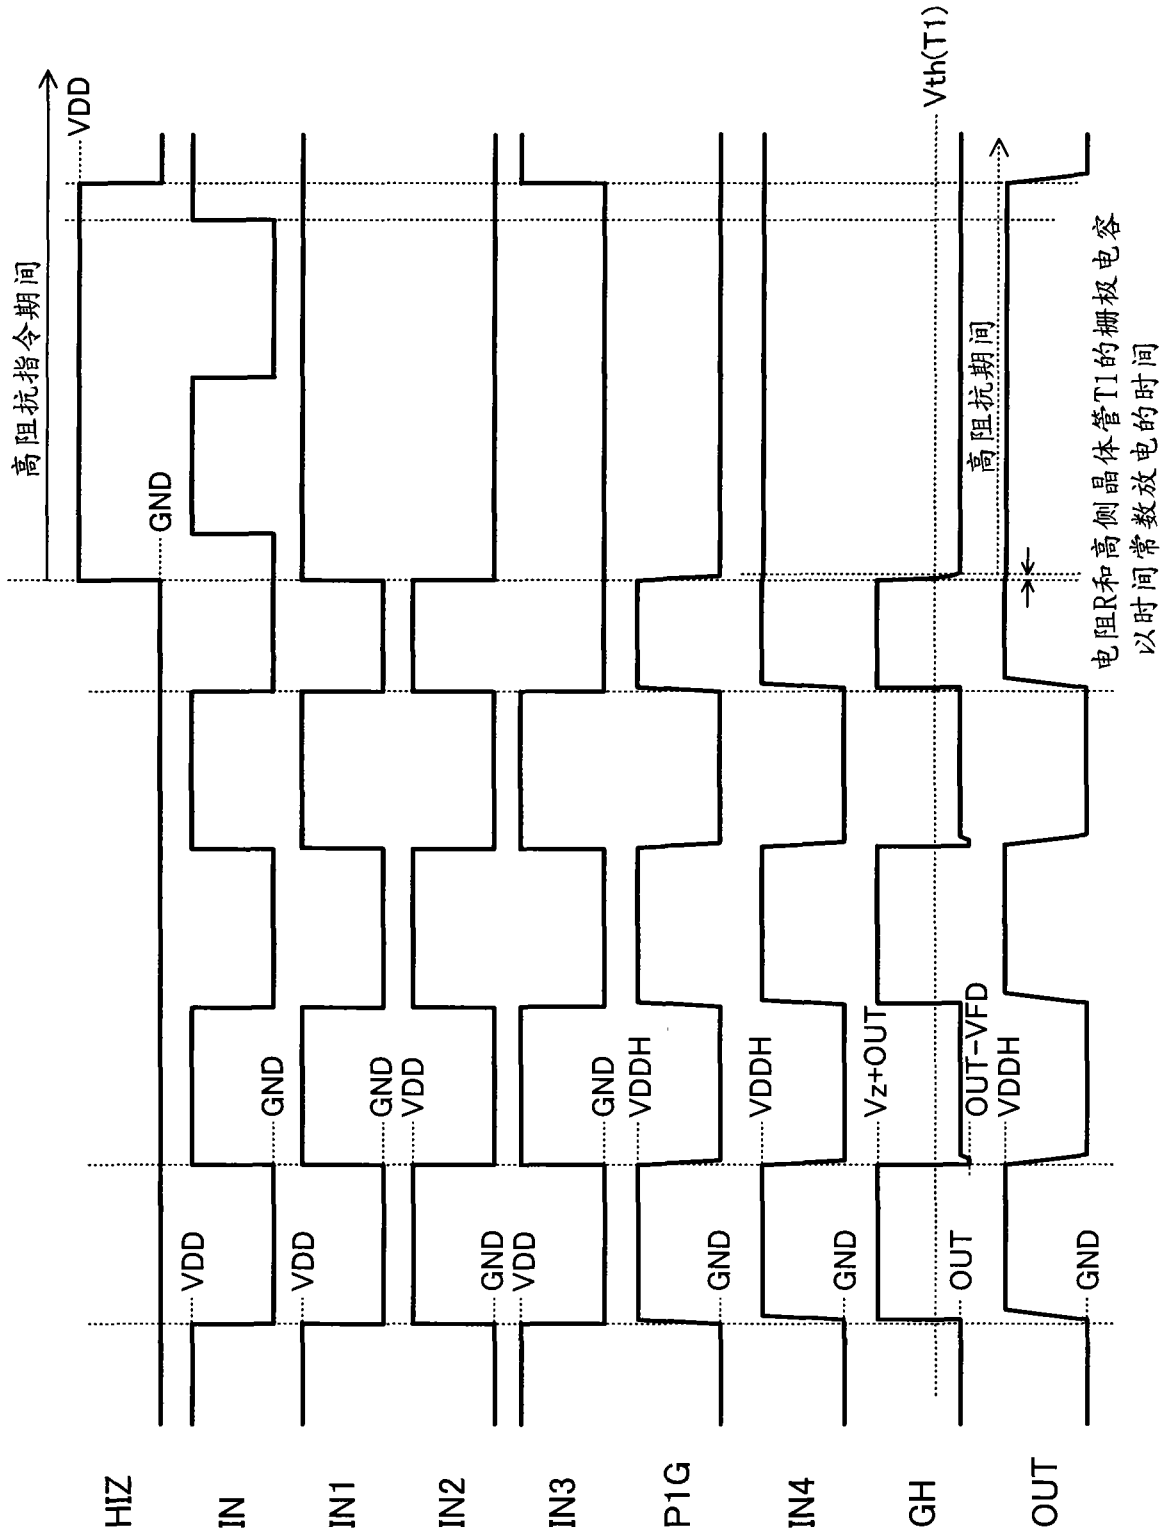 高阻抗指令期间
HIZ
GND
VDD
IN
VDD
GND
IN1
VDD
GND
IN2
GND
VDD
IN3
VDD
GND
P1G
GND
VDDH
IN4
GND
VDDH
GH
OUT
Vz+OUT
OUT-VFD
Vth(T1)
高阻抗期间
OUT
GND
VDDH
电阻R和高侧晶体管T1的栅极电容
以时间常数放电的时间